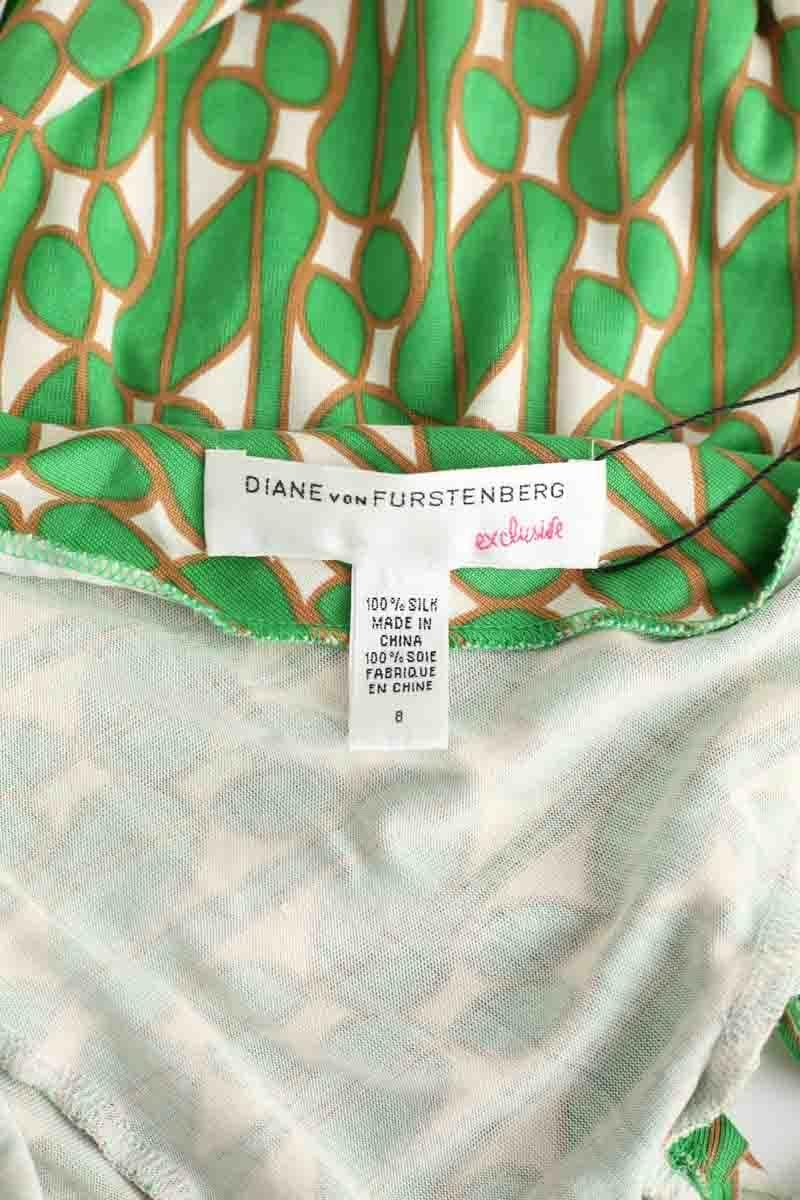 DIANE VON FURSTENBERG
exclusive
100% SILK
MADE IN
CHINA
100% SOIE
FABRIQUE
EN CHINE
8